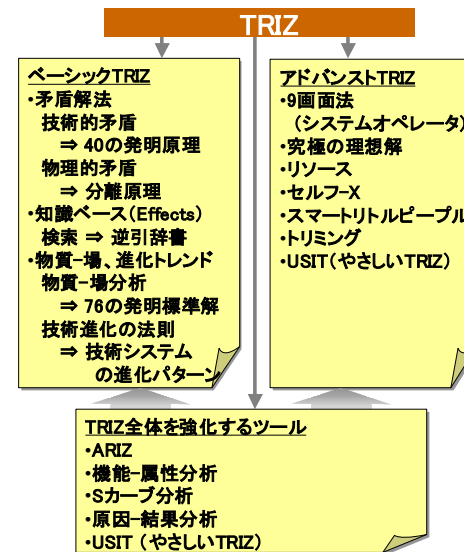 TRIZ
ベーシックTRIZ
・矛盾解法
技術的矛盾
⇒ 40の発明原理
物理的矛盾
⇒ 分離原理
・知識ベース(Effects)
検索 ⇒ 逆引辞書
・物質−場、進化トレンド
物質−場分析
⇒ 76の発明標準解
技術進化の法則
⇒ 技術システム
の進化パターン
アドバンストTRIZ
・9画面法
(システムオペレータ)
・究極の理想解
・リソース
・セルフ−X
・スマートリトルピープル
・トリミング
・USIT(やさしいTRIZ)
TRIZ全体を強化するツール
・ARIZ
・機能−属性分析
・Sカーブ分析
・原因−結果分析
・USIT (やさしいTRIZ)